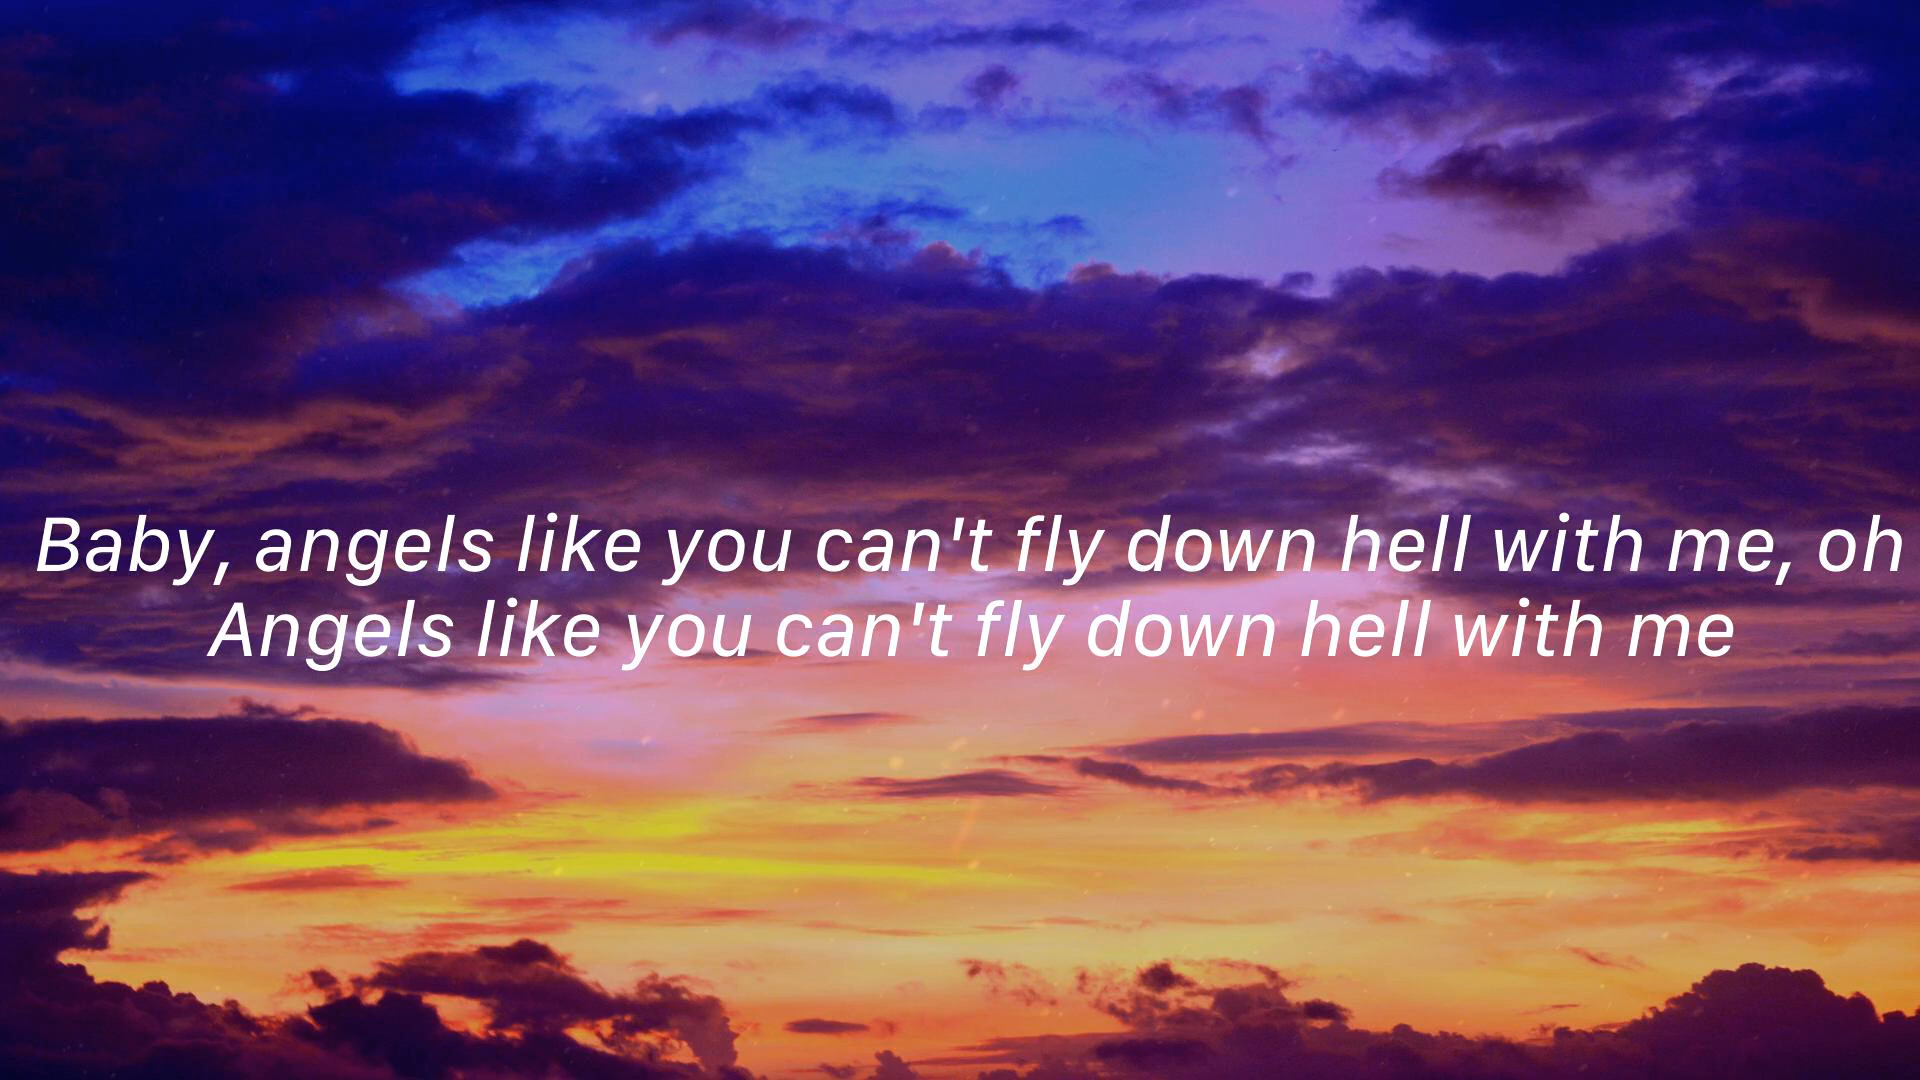 Baby, angels like you can't fly down hell with me, oh
Angels like you can't fly down hell with me